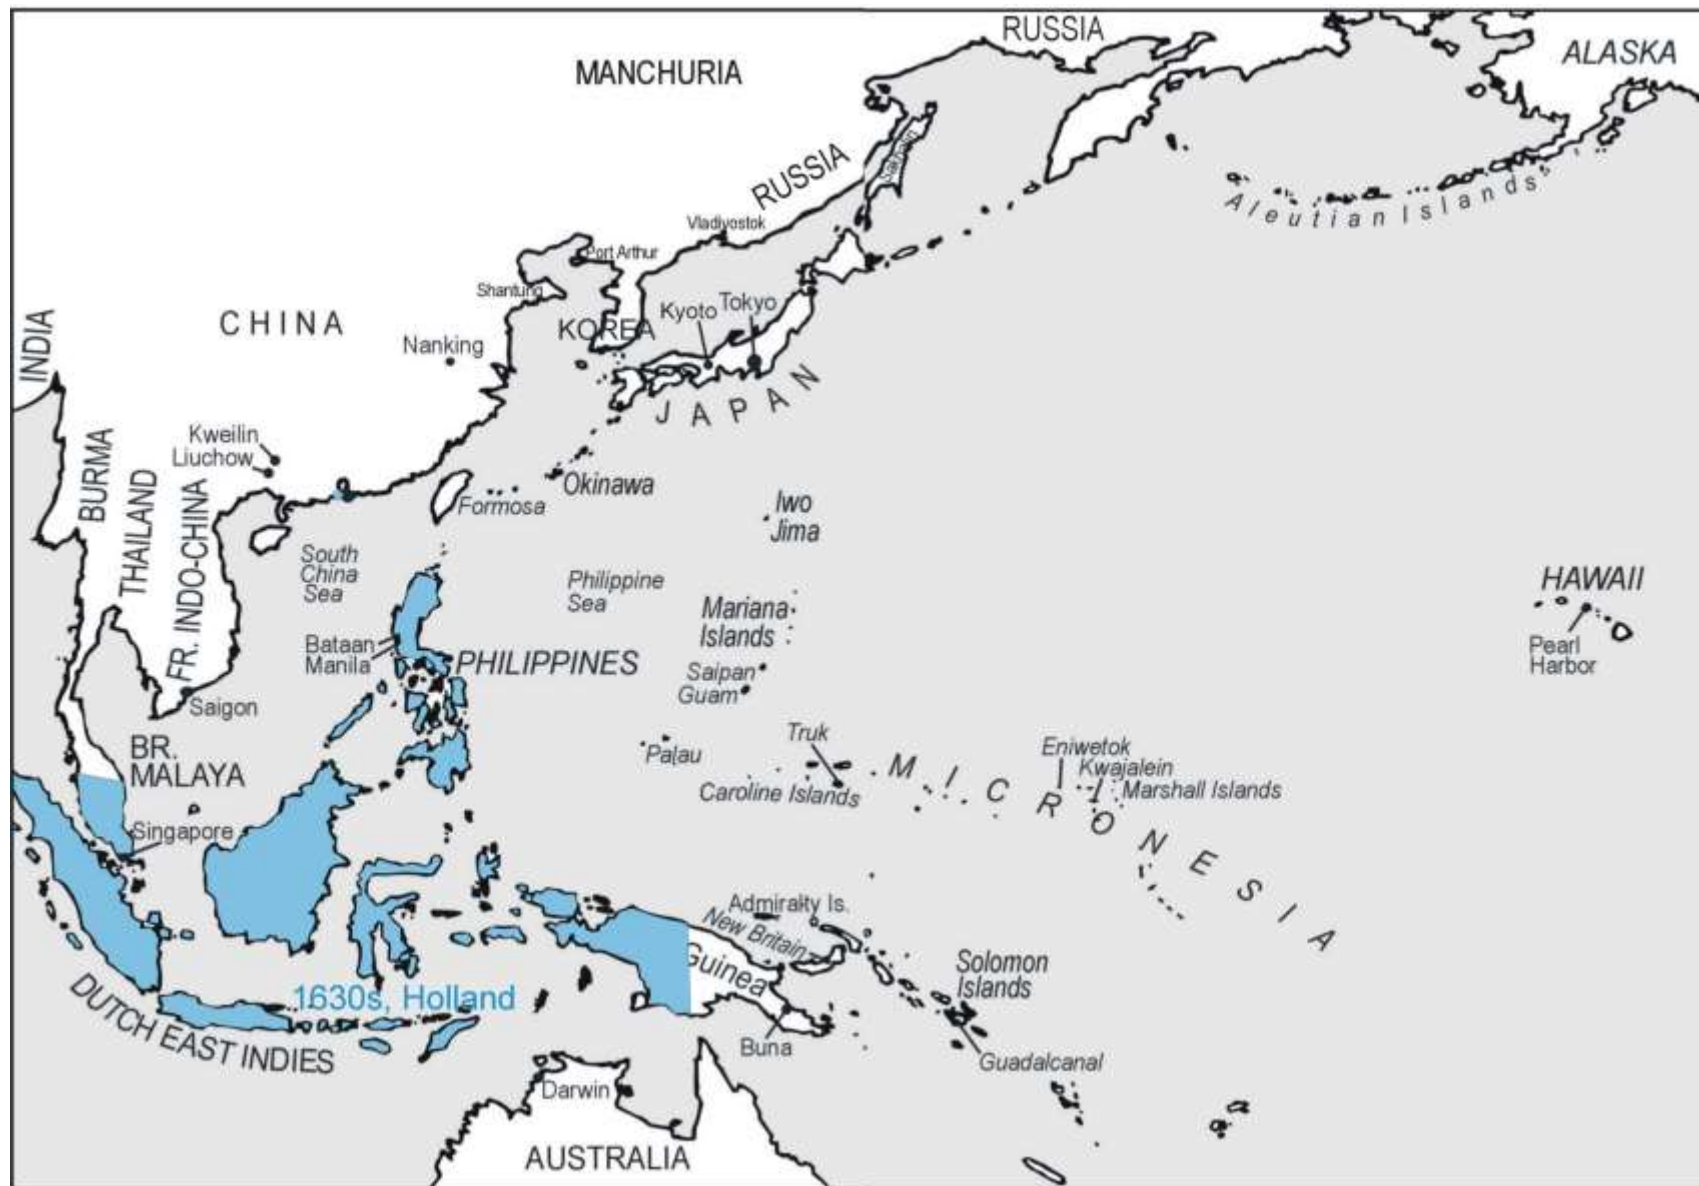 RUSSIA
ALASKA
MANCHURIA
RUSSIA
Sakhalin
Aleutian Islands
Vladiyostok
Port Arthur
Shantung
CHINA
KOREA
Kyoto
Tokyo
Nanking
INDIA
JAPAN
Kweilin
Liuchow
BURMA
THAILAND
FR. INDO-CHINA
Formosa
Okinawa
Iwo
Jima
South
China
Sea
Philippine
Sea
HAWAII
Mariana
Islands
Bataan
Manila
PHILIPPINES
Pearl
Harbor
Saipan
Guam
Saigon
BR.
MALAYA
Palau
Truk
Caroline Islands
MICRONESIA
Eniwetok
Kwajalein
Marshall Islands
Singapore
Admiralty Is.
New Britain
Guinea
Solomon
Islands
1630s, Holland
DUTCH EAST INDIES
Buna
Guadalcanal
Darwin
AUSTRALIA